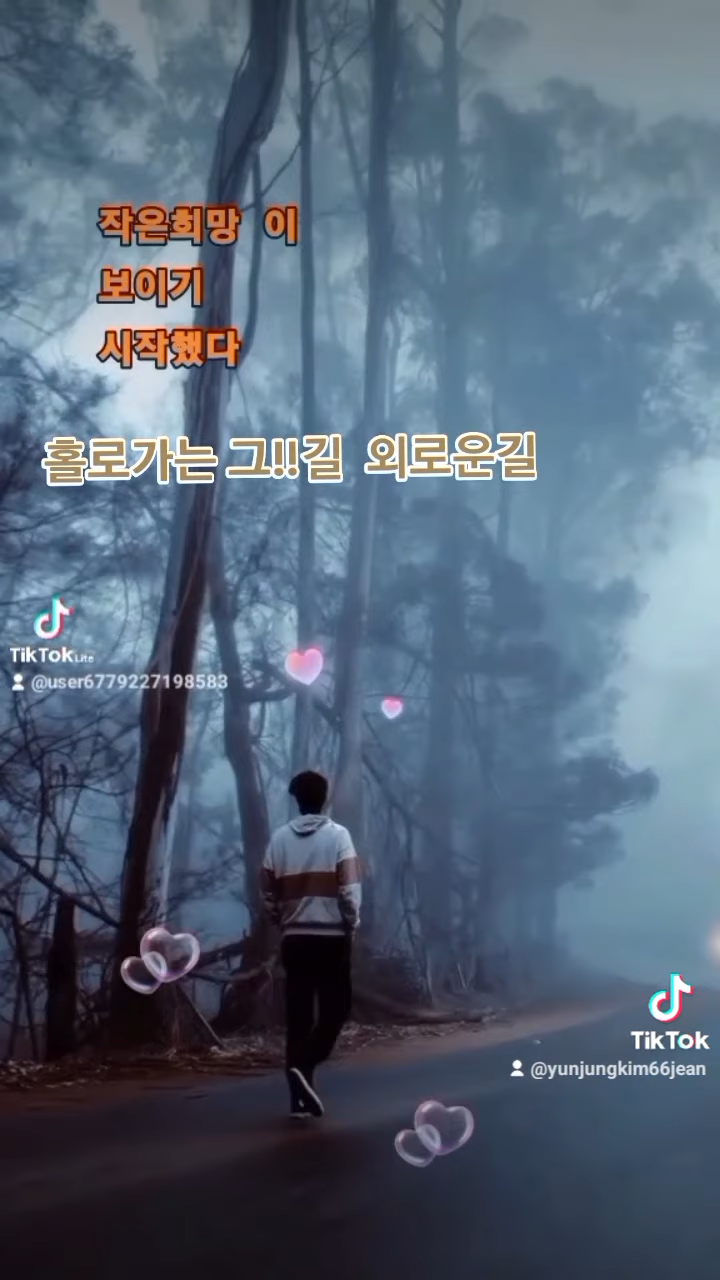 작은희망 이
보이기
시작했다
홀로가는 그!!길 외로운길
TikTok Lite
@user6779227198583
TikTok
@yunjungkim66jean